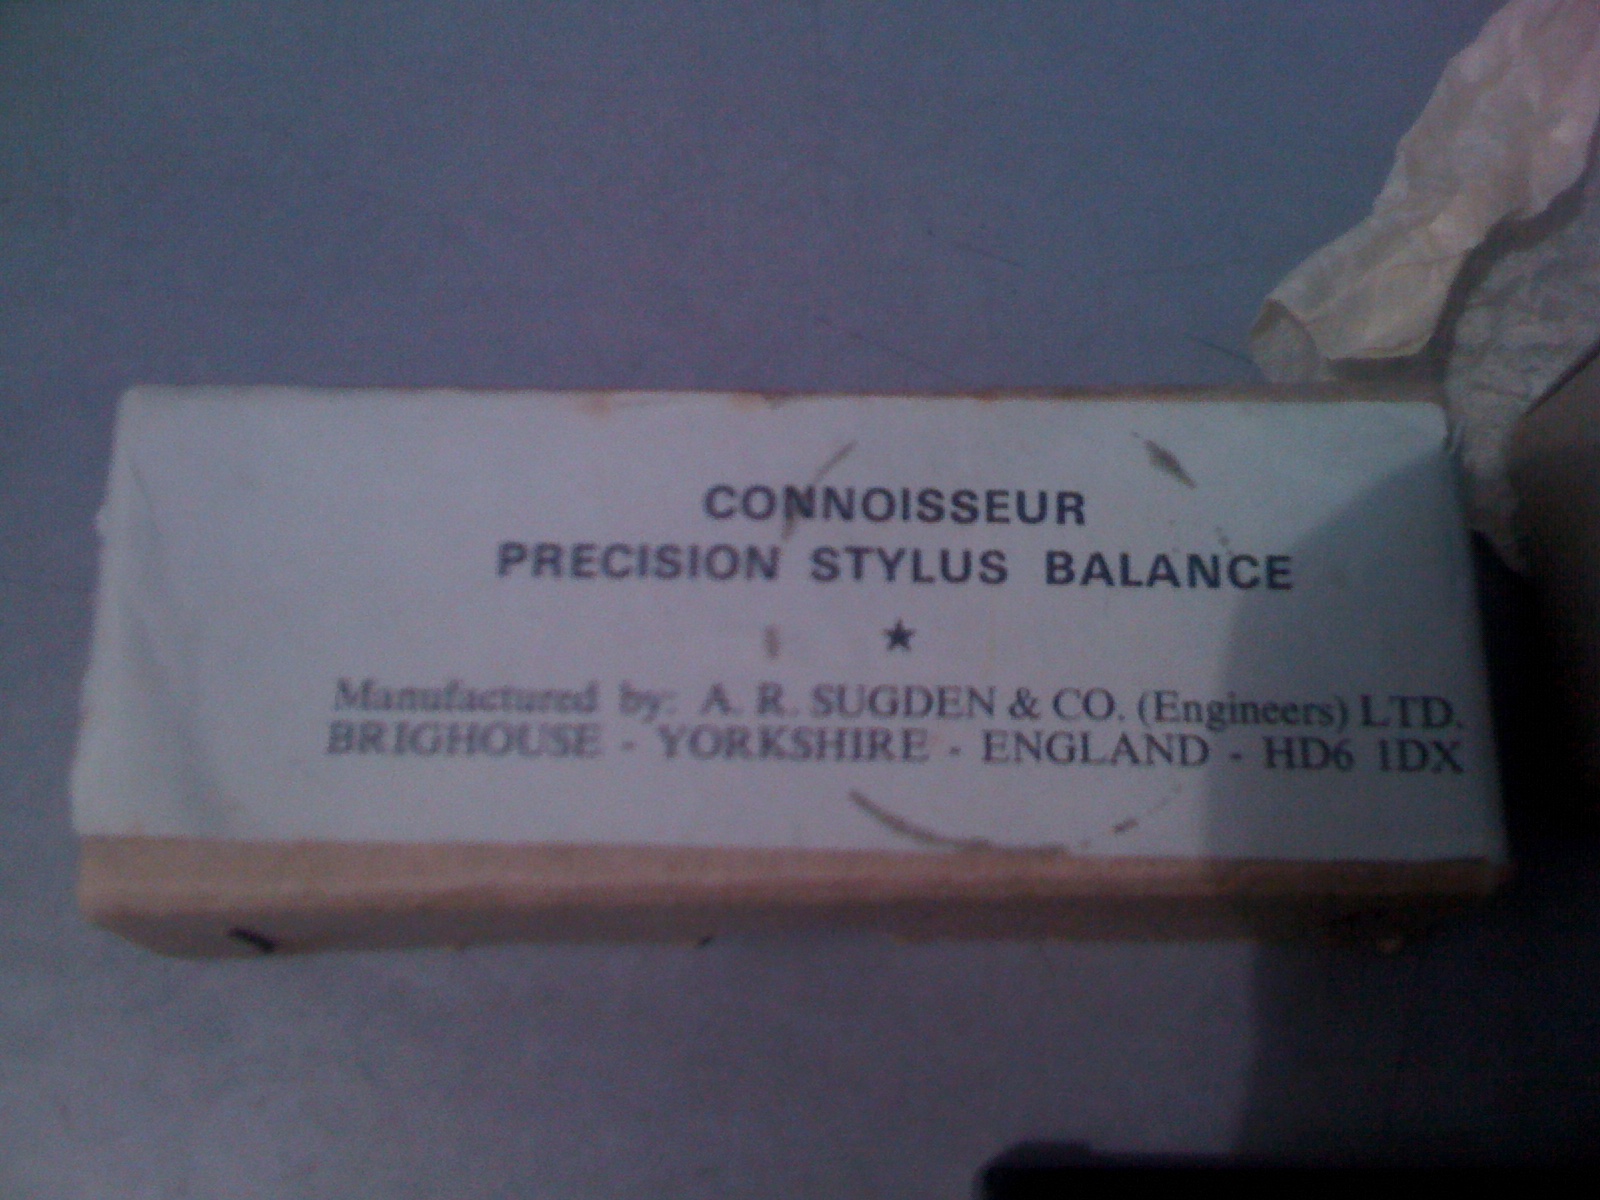 CONNOISSEUR
PRECISION STYLUS BALANCE
★
Manufactured by: A. R. SUGDEN & CO. (Engineers) LTD.
BRIGHOUSE - YORKSHIRE - ENGLAND - HD6 1DX